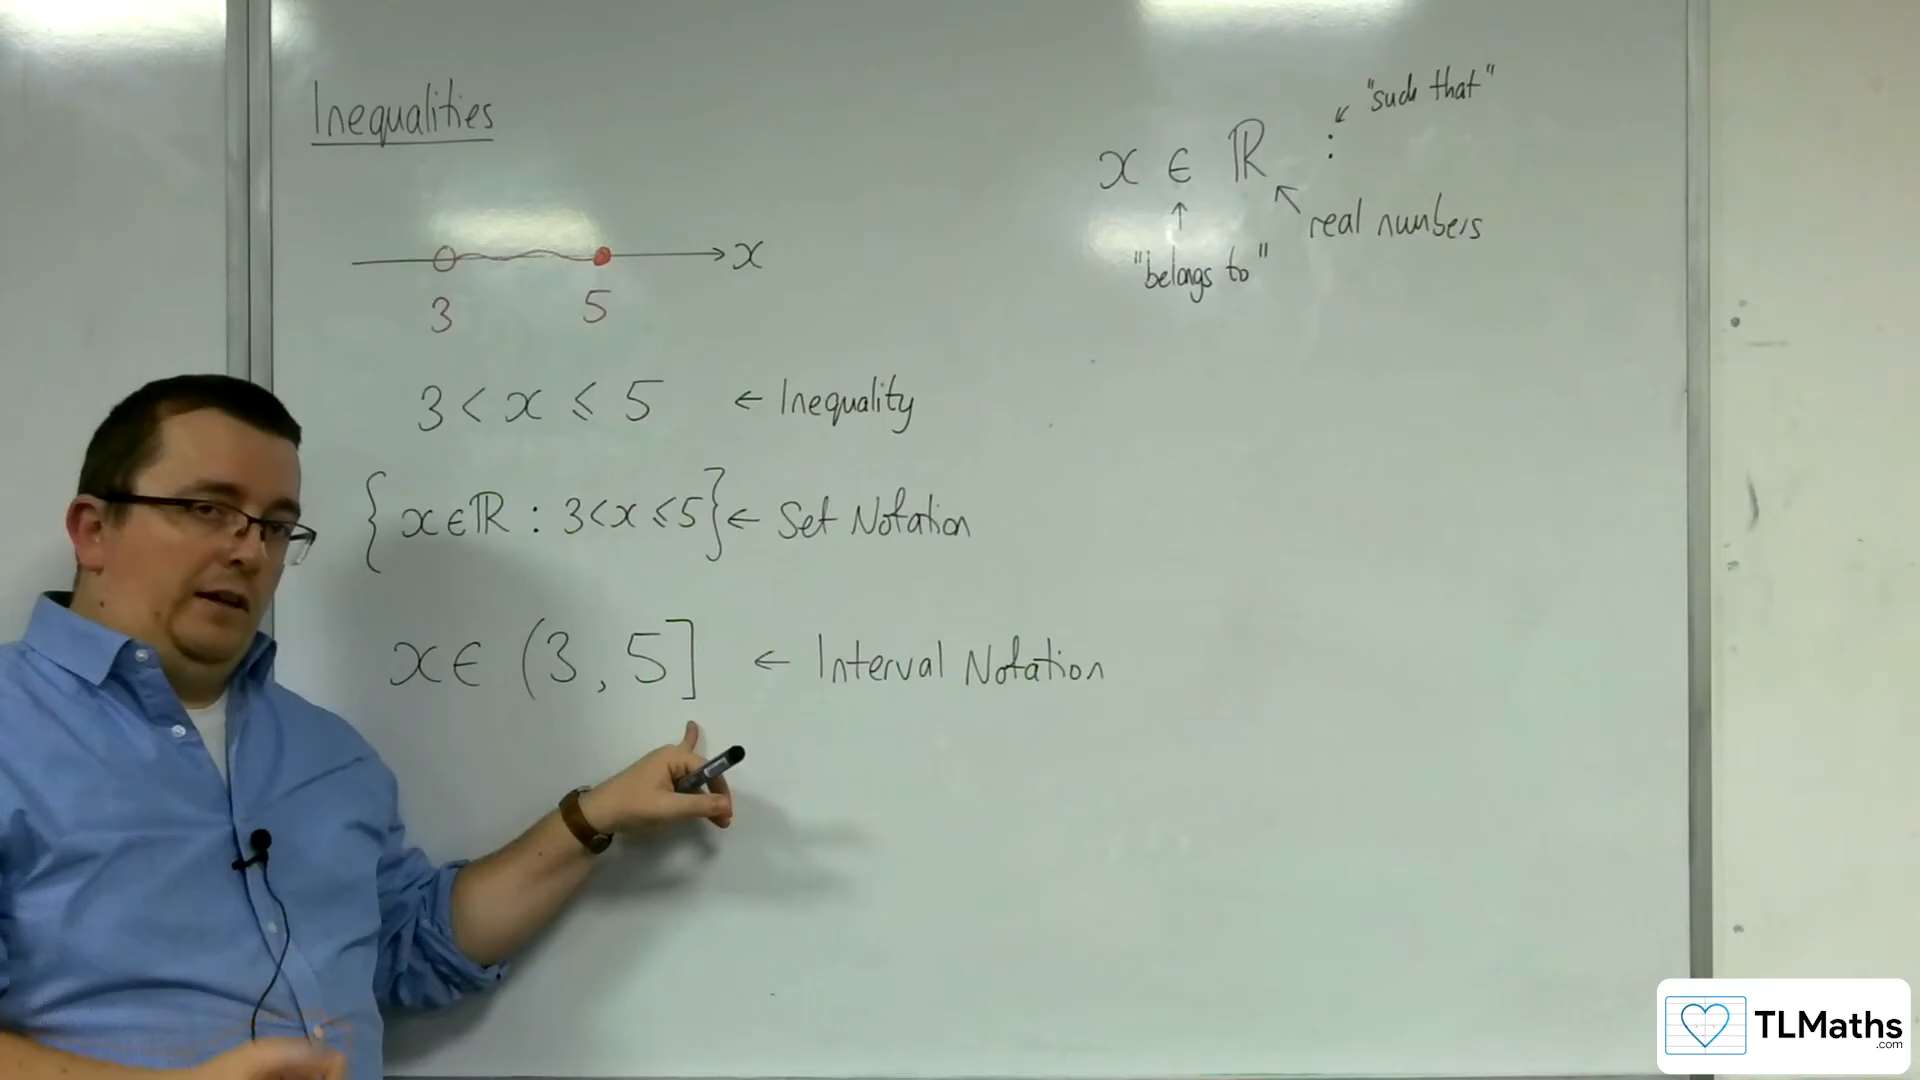 Inequalities
x
3 5
3 < x ⩽ 5 ← Inequality
{ x ∈ ℝ : 3 < x ⩽ 5 } ← Set Notation
x ∈ (3, 5] ← Interval Notation
"such that"
x ∈ ℝ :
real numbers
"belongs to"
TLMaths
.com